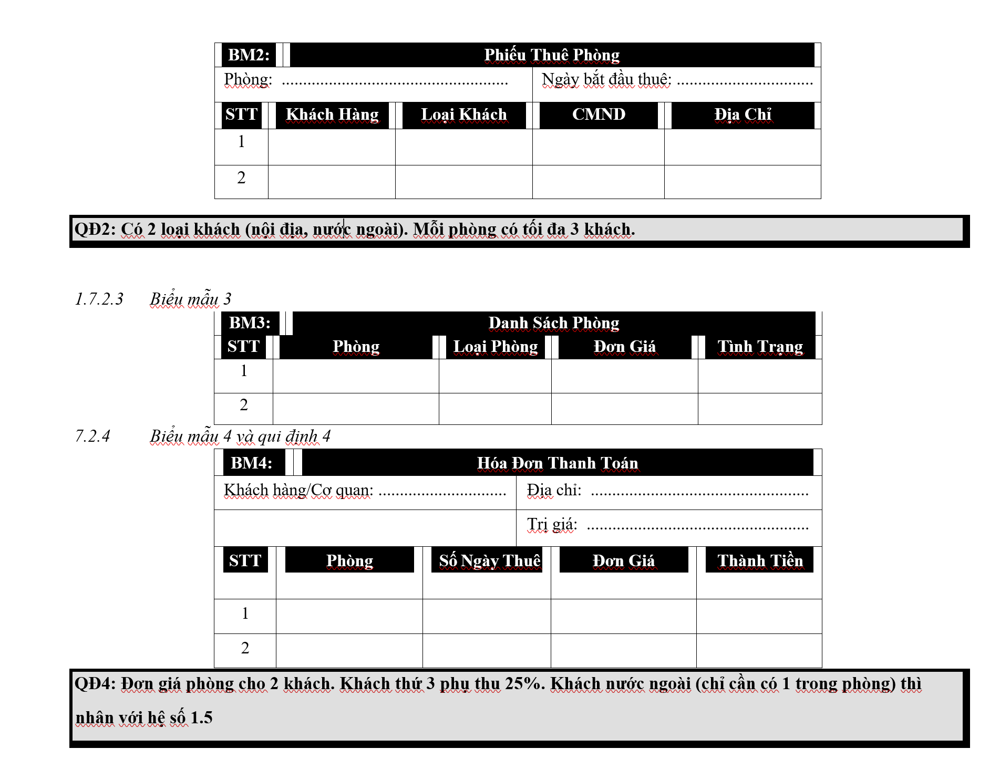 BM2: Phiếu Thuê Phòng
Phòng: ..................................................... Ngày bắt đầu thuê: ................................
STT Khách Hàng Loại Khách CMND Địa Chỉ
1
2
QĐ2: Có 2 loại khách (nội địa, nước ngoài). Mỗi phòng có tối đa 3 khách.
1.7.2.3 Biểu mẫu 3
BM3: Danh Sách Phòng
STT Phòng Loại Phòng Đơn Giá Tình Trạng
1
2
7.2.4 Biểu mẫu 4 và qui định 4
BM4: Hóa Đơn Thanh Toán
Khách hàng/Cơ quan: .............................. Địa chỉ: ...................................................
Trị giá: ....................................................
STT Phòng Số Ngày Thuê Đơn Giá Thành Tiền
1
2
QĐ4: Đơn giá phòng cho 2 khách. Khách thứ 3 phụ thu 25%. Khách nước ngoài (chỉ cần có 1 trong phòng) thì
nhân với hệ số 1.5